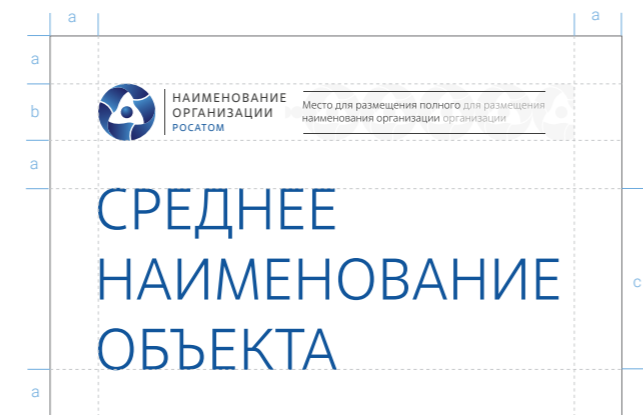 a a
a
b
НАИМЕНОВАНИЕ
ОРГАНИЗАЦИИ
РОСАТОМ
Место для размещения полного для размещения
наименования организации организации
a
СРЕДНЕЕ
НАИМЕНОВАНИЕ
ОБЪЕКТА
c
a